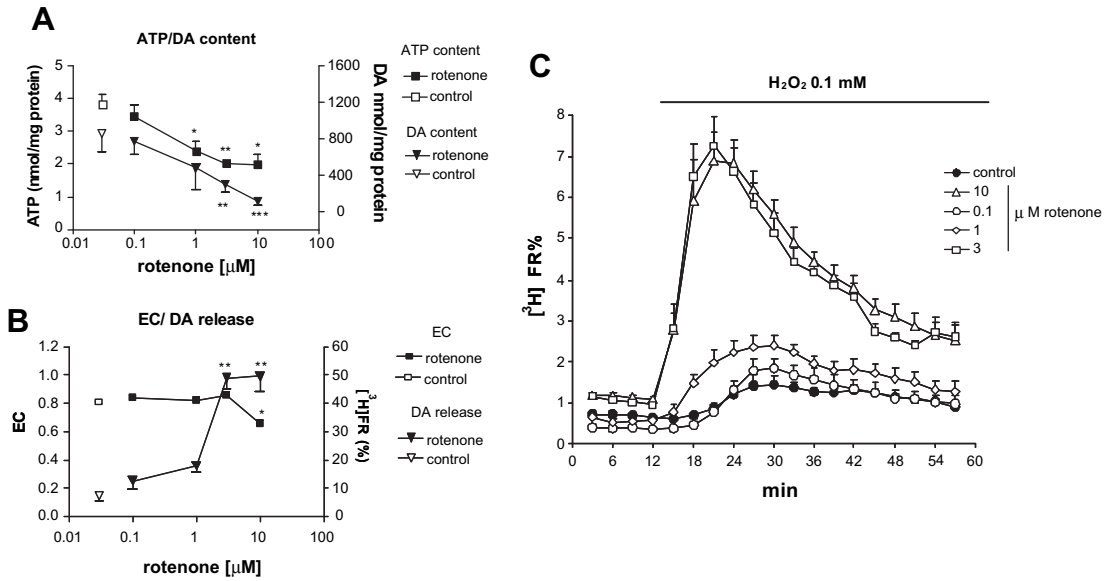 A
ATP/DA content
ATP (nmol/mg protein)
5
4
3
2
1
0
0.01
0.1
1
10
100
rotenone [µM]
1600
1200
800
400
0
DA nmol/mg protein
*
**
*
**
***
ATP content
rotenone
control
DA content
rotenone
control
B
EC/ DA release
EC
1.2
1.0
0.8
0.6
0.4
0.2
0.0
0.01
0.1
1
10
100
rotenone [µM]
60
50
40
30
20
10
0
[³H]FR (%)
**
**
*
EC
rotenone
control
DA release
rotenone
control
C
H₂O₂ 0.1 mM
[³H] FR%
8
7
6
5
4
3
2
1
0
0
3
6
12
18
24
30
36
42
48
54
60
min
control
10
0.1
1
3
µ M rotenone